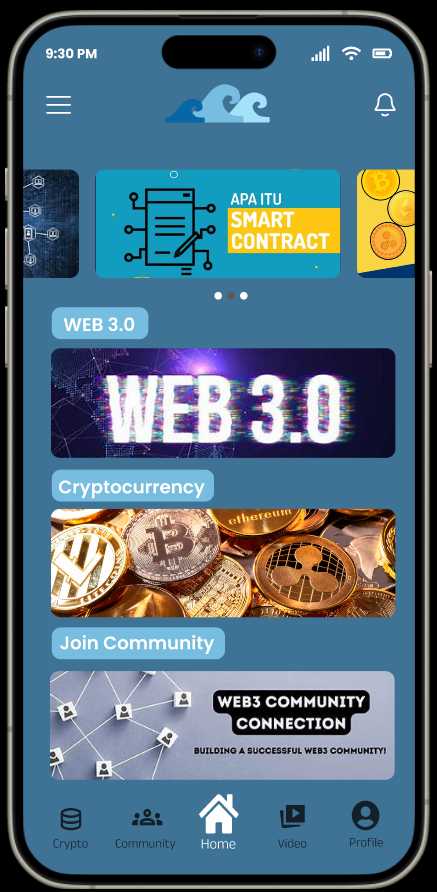 9:30 PM
APA ITU
SMART
CONTRACT
WEB 3.0
WEB 3.0
Cryptocurrency
ethereum
Join Community
WEB3 COMMUNITY
CONNECTION
BUILDING A SUCCESSFUL WEB3 COMMUNITY!
Crypto
Community
Home
Video
Profile